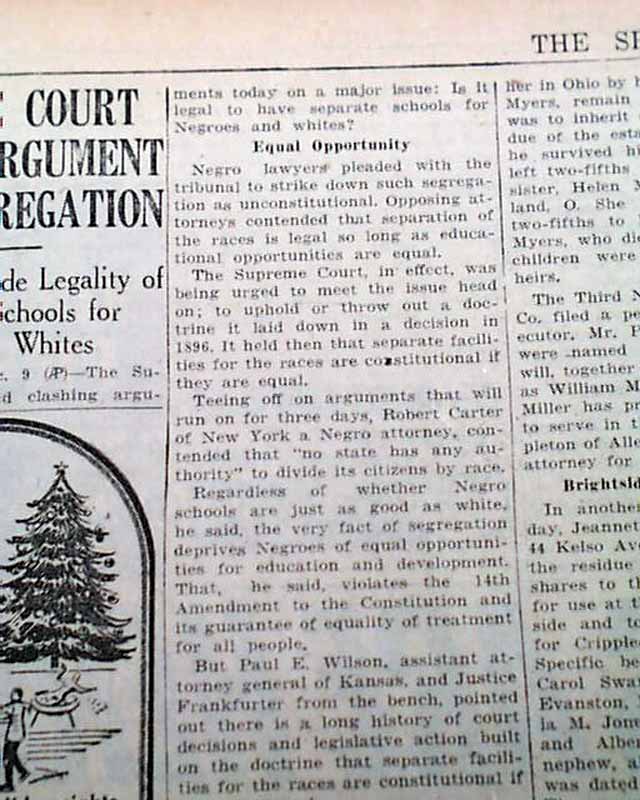 THE
COURT
RGUMENT
REGATION
de Legality of
chools for
Whites
9 (AP)—The Su-
d clashing argu-
ments today on a major issue: Is it
legal to have separate schools for
Negroes and whites?
Equal Opportunity
Negro lawyers pleaded with the
tribunal to strike down such segrega-
tion as unconstitutional. Opposing at-
torneys contended that separation of
the races is legal so long as educa-
tional opportunities are equal.
The Supreme Court, in effect, was
being urged to meet the issue head
on; to uphold or throw out a doc-
trine it laid down in a decision in
1896. It held then that separate facili-
ties for the races are constitutional if
they are equal.
Teeing off on arguments that will
run on for three days, Robert Carter
of New York a Negro attorney, con-
tended that "no state has any au-
thority" to divide its citizens by race.
Regardless of whether Negro
schools are just as good as white,
he said, the very fact of segregation
deprives Negroes of equal opportuni-
ties for education and development.
That, he said, violates the 14th
Amendment to the Constitution and
its guarantee of equality of treatment
for all people.
But Paul E. Wilson, assistant at-
torney general of Kansas, and Justice
Frankfurter from the bench, pointed
out there is a long history of court
decisions and legislative action built
on the doctrine that separate facili-
ties for the races are constitutional if
her in Ohio by
Myers, remain
was to inherit
due of the esta
he survived hi
left two-fifths
sister, Helen M
land, O. She
two-fifths to
Myers, who die
children were
heirs.
The Third N
Co. filed a pe
ecutor. Mr. P
were named
will, together
as William M
Miller has pr
to serve in th
pleton of Alle
attorney for
Brightsid
In another
day, Jeannet
44 Kelso Ave
the residue
shares to th
for use at
side and to
for Cripple
Specific be
Carol Swa
Evanston,
ia M. Jon
and Albe
nephew, a
was dated